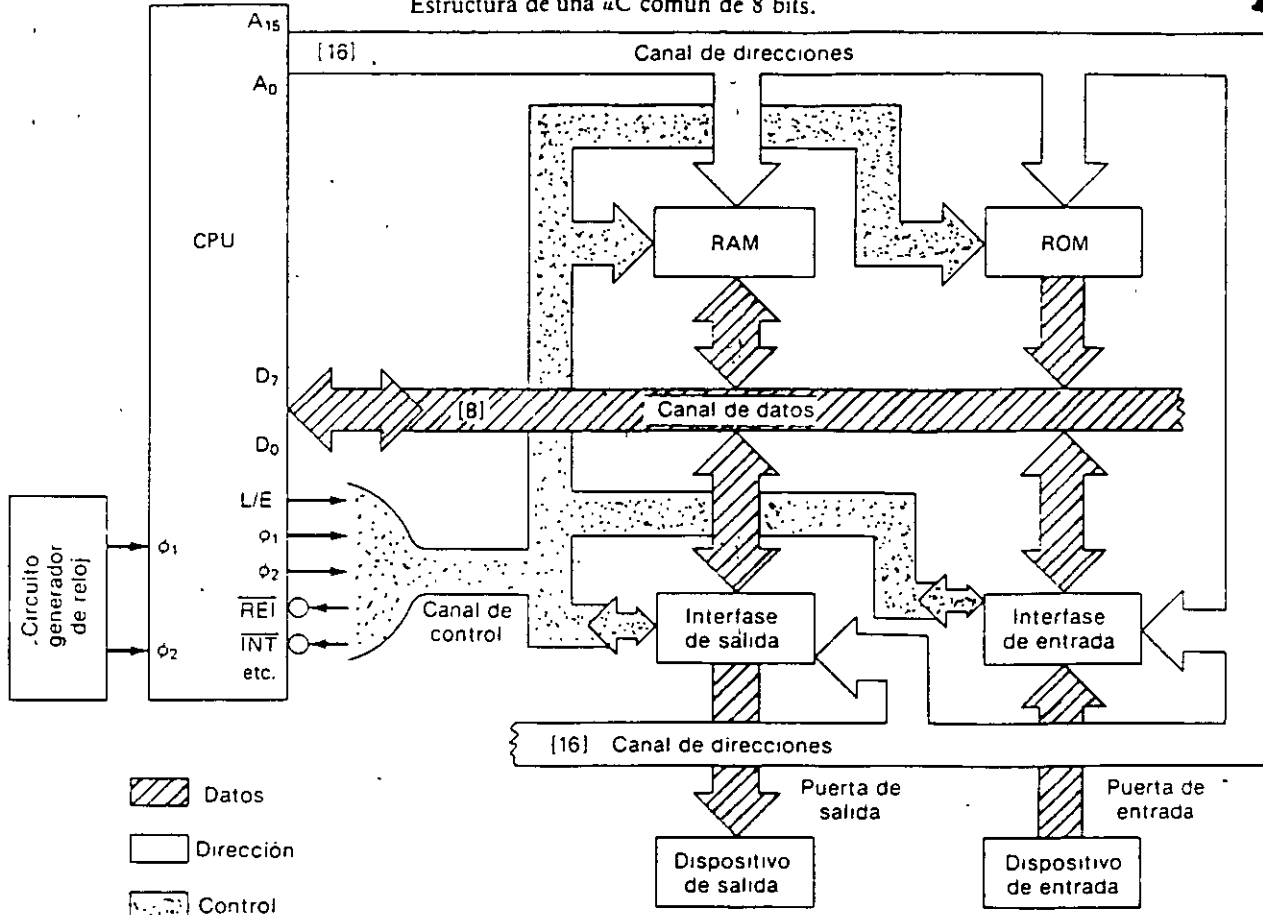 Estructura de una µC común de 8 bits.
A15
[16]
Canal de direcciones
A0
CPU
RAM
ROM
D7
[8]
Canal de datos
D0
L/E
φ1
φ2
REI
INT
etc.
Circuito
generador
de reloj
φ1
φ2
Canal de
control
Interfase
de salida
Interfase
de entrada
[16] Canal de direcciones
Puerta de
salida
Puerta de
entrada
Datos
Dirección
Control
Dispositivo
de salida
Dispositivo
de entrada